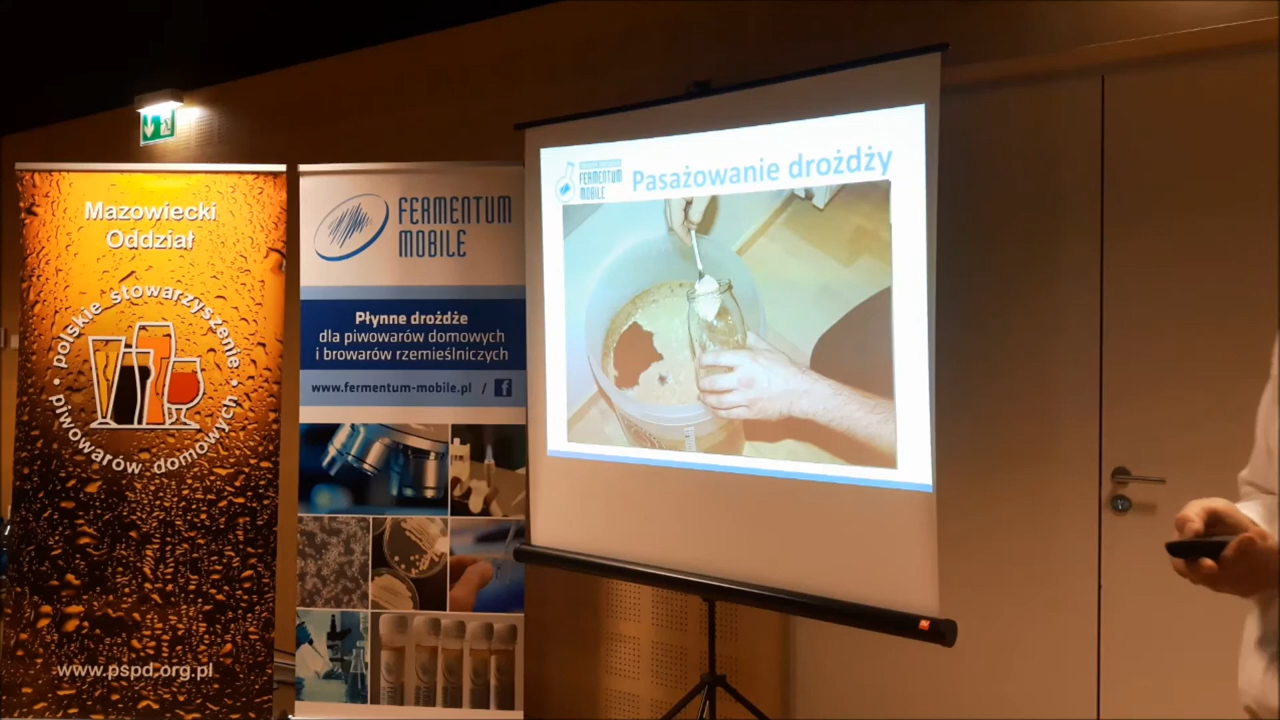 Mazowiecki
Oddział
polskie stowarzyszenie
piwowarów domowych
www.pspd.org.pl
FERMENTUM
MOBILE
Płynne drożdże
dla piwowarów domowych
i browarów rzemieślniczych
www.fermentum-mobile.pl / f
FERMENTUM
MOBILE
Pasażowanie drożdży